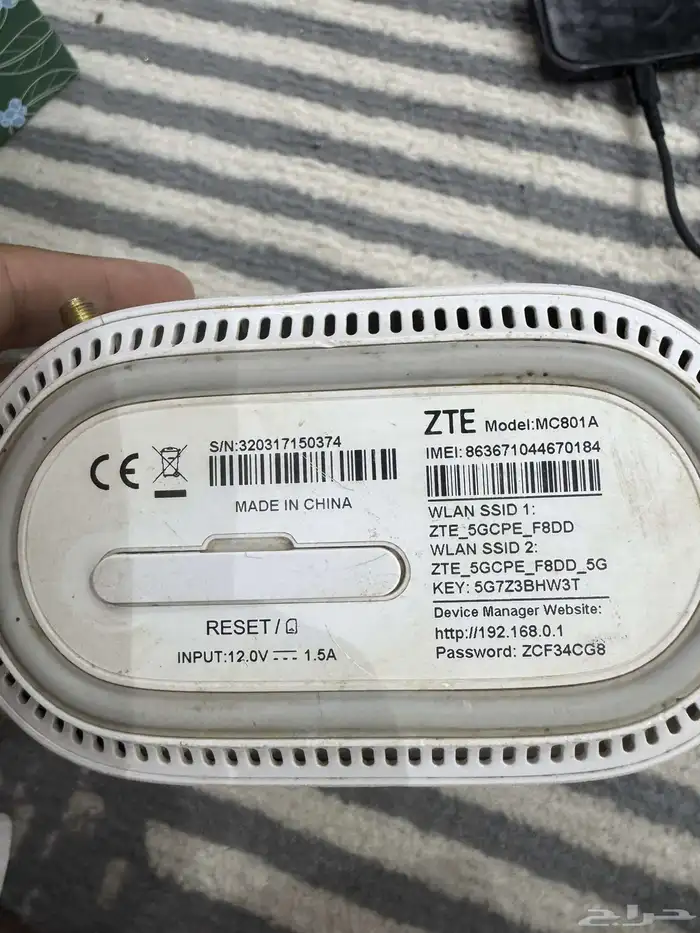 S/N:320317150374
MADE IN CHINA
RESET /
INPUT:12.0V 1.5A
ZTE Model:MC801A
IMEI: 863671044670184
WLAN SSID 1:
ZTE_5GCPE_F8DD
WLAN SSID 2:
ZTE_5GCPE_F8DD_5G
KEY: 5G7Z3BHW3T
Device Manager Website:
http://192.168.0.1
Password: ZCF34CG8
CE
حراج